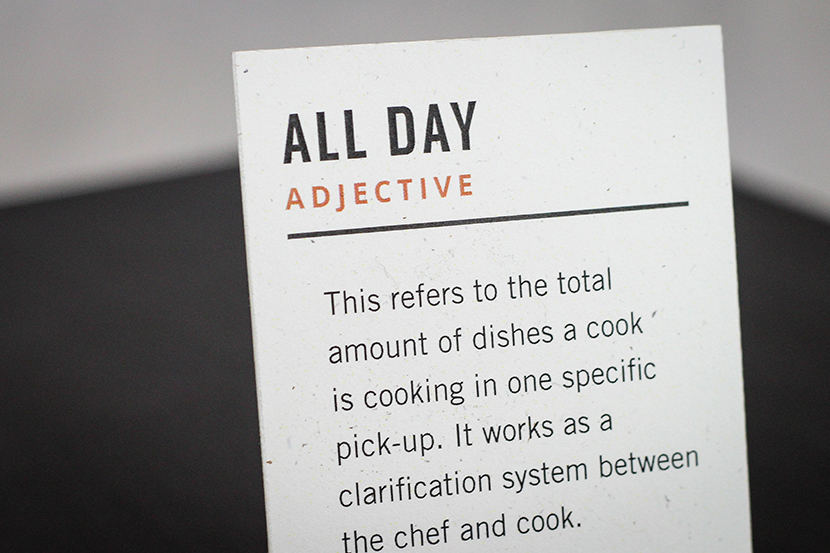 ALL DAY
ADJECTIVE
This refers to the total
amount of dishes a cook
is cooking in one specific
pick-up. It works as a
clarification system between
the chef and cook.